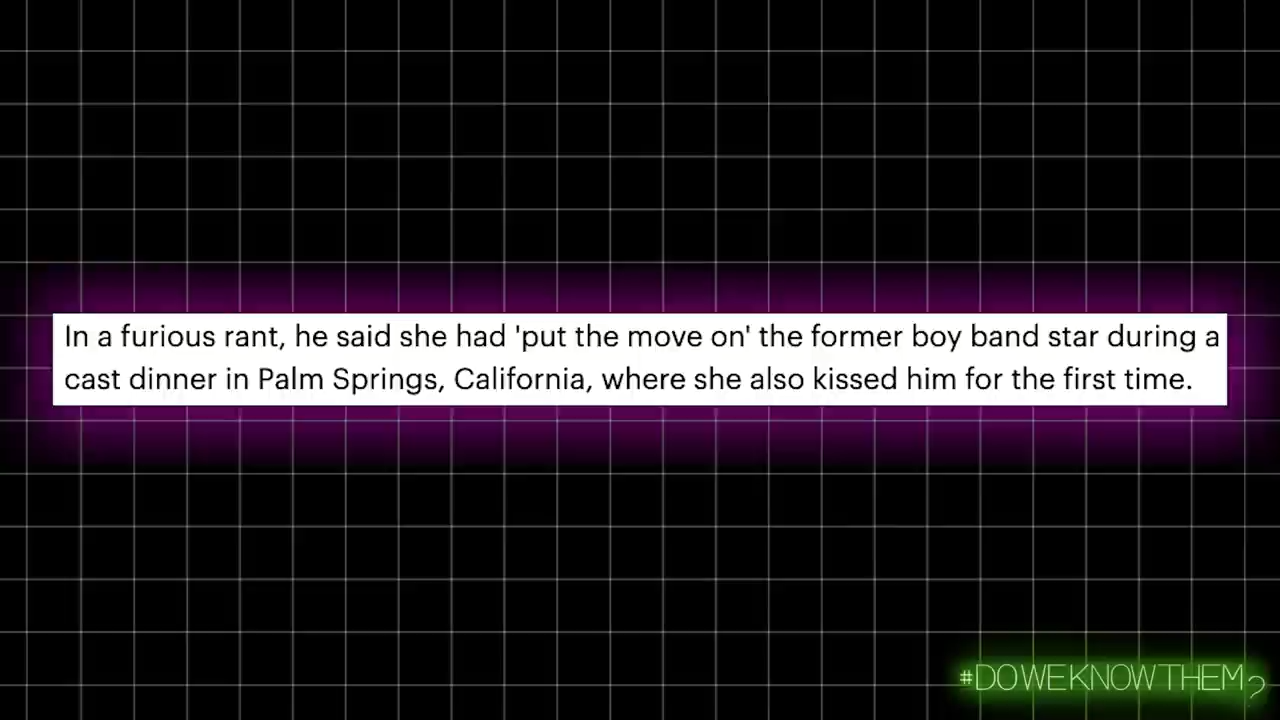 In a furious rant, he said she had 'put the move on' the former boy band star during a
cast dinner in Palm Springs, California, where she also kissed him for the first time.
#DOWEKNOWTHEM?